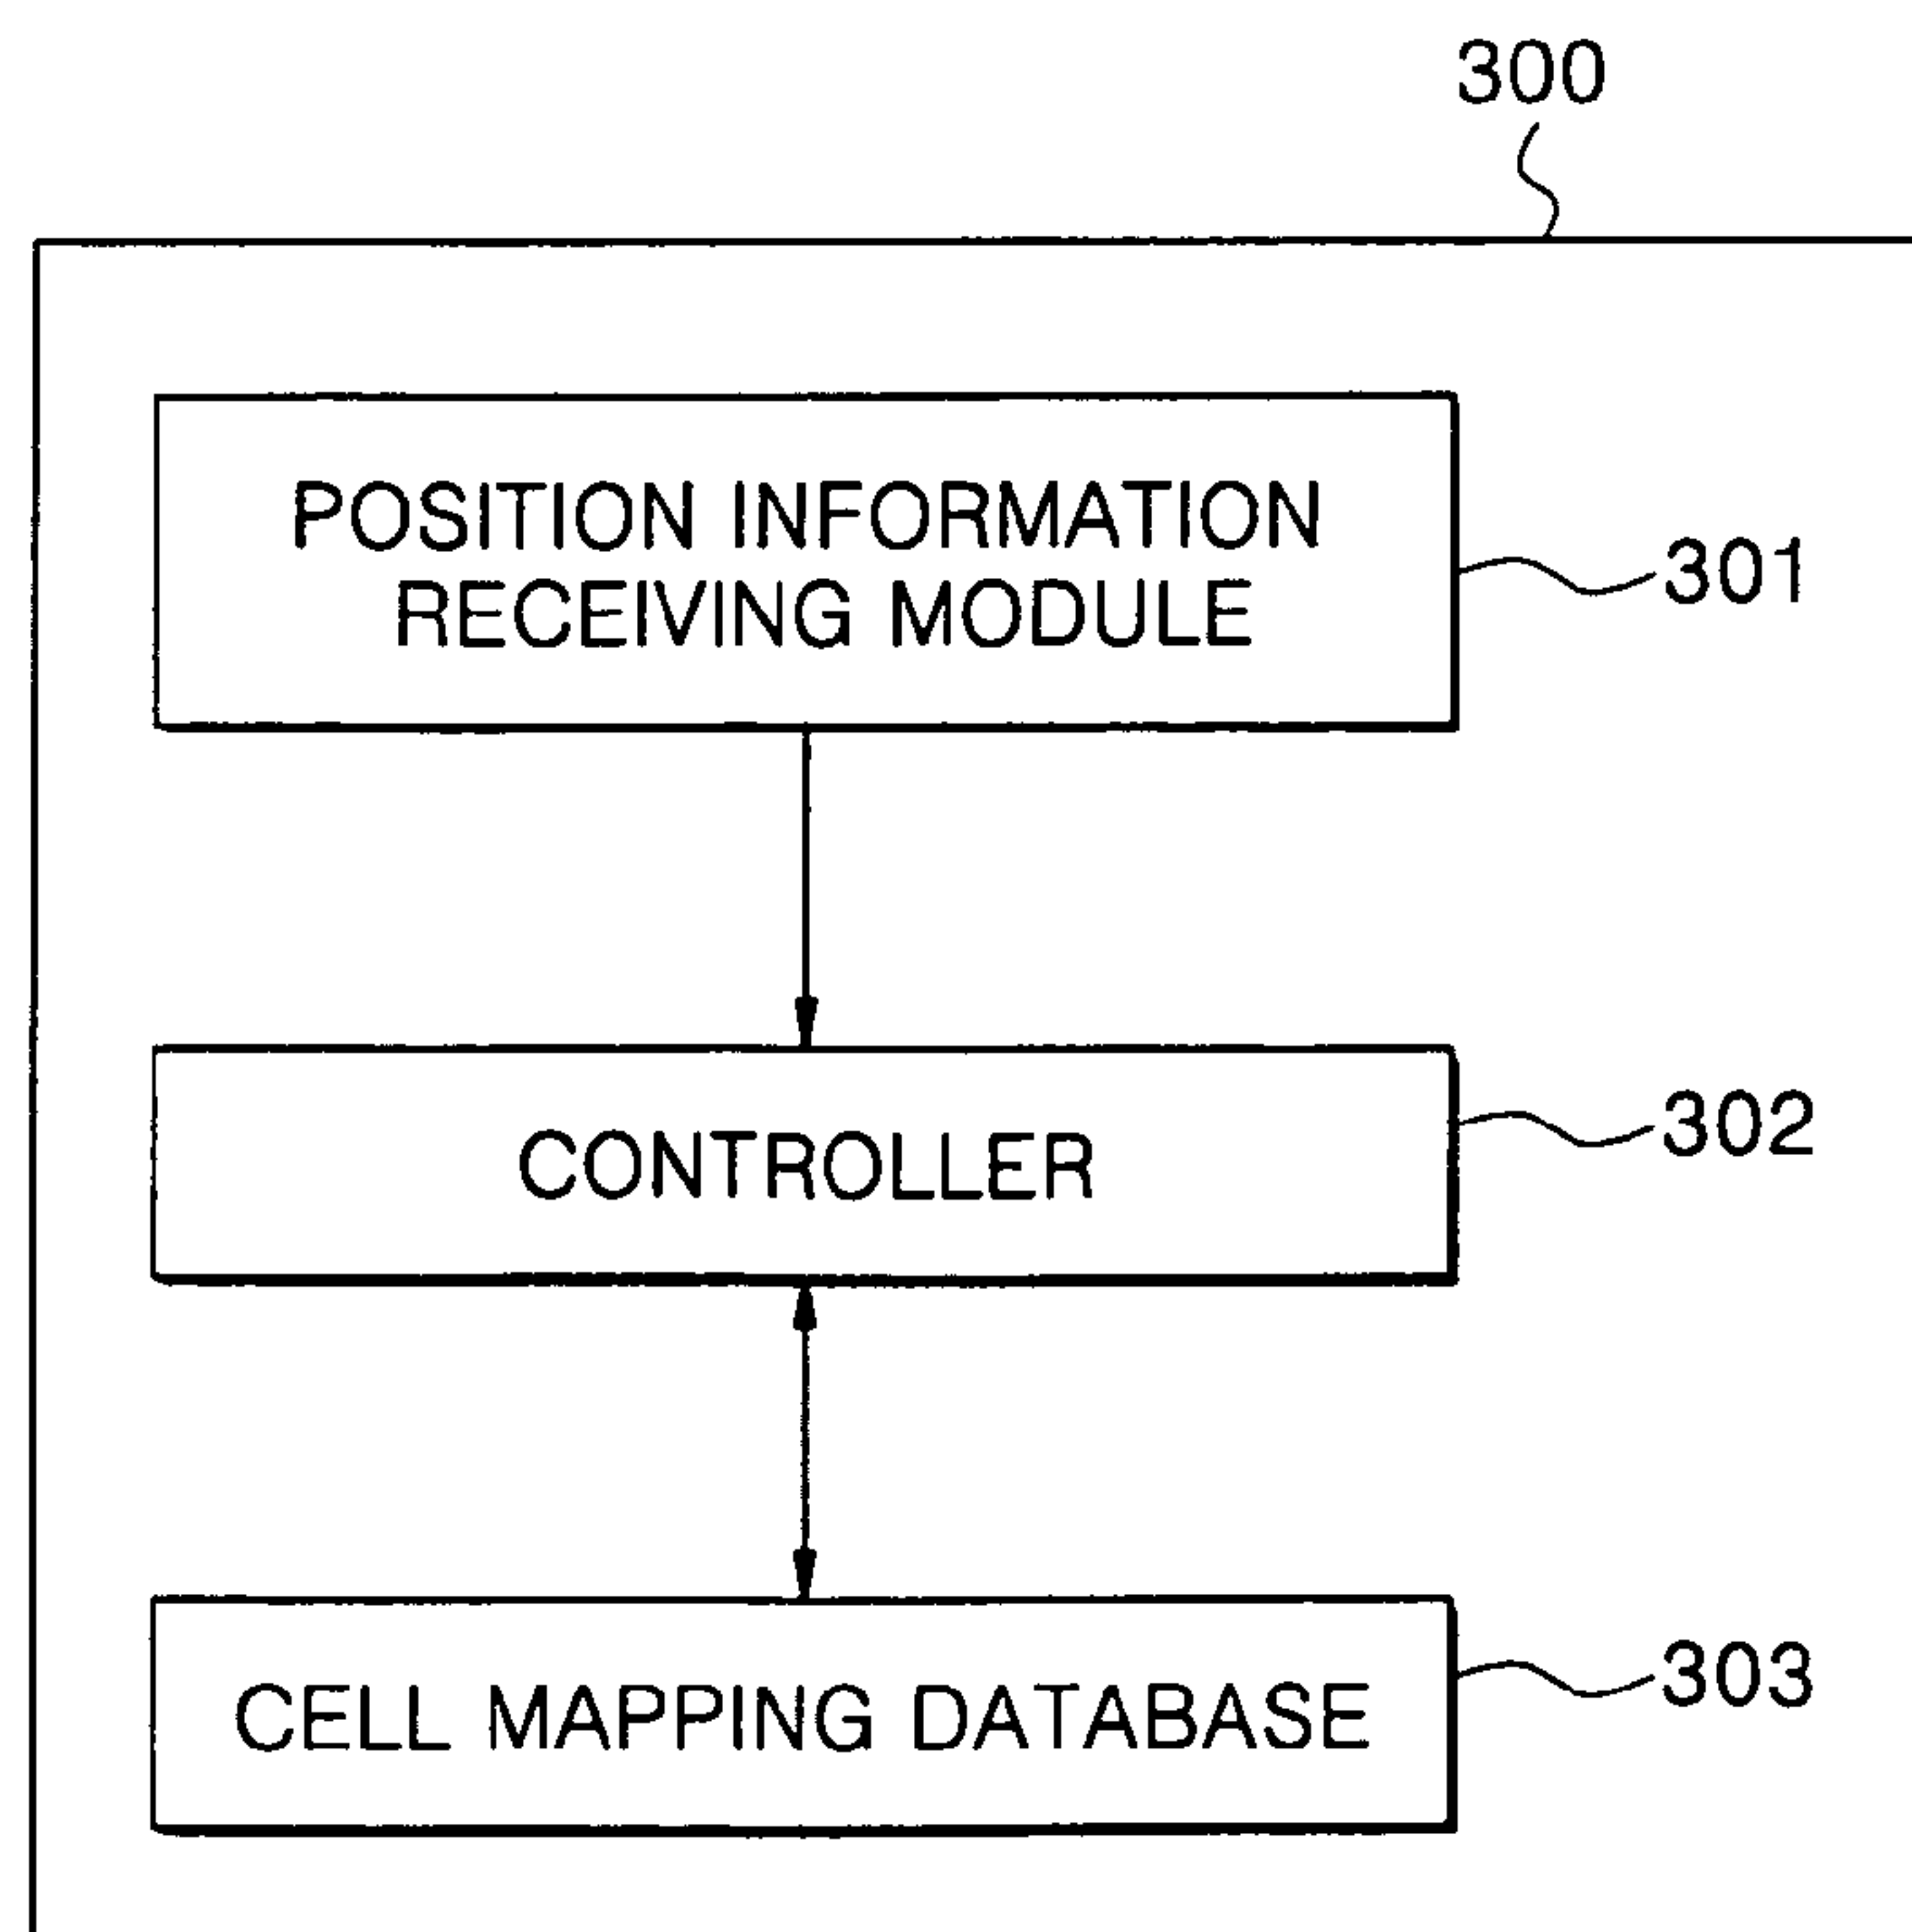 300
POSITION INFORMATION
RECEIVING MODULE
301
CONTROLLER
302
CELL MAPPING DATABASE
303